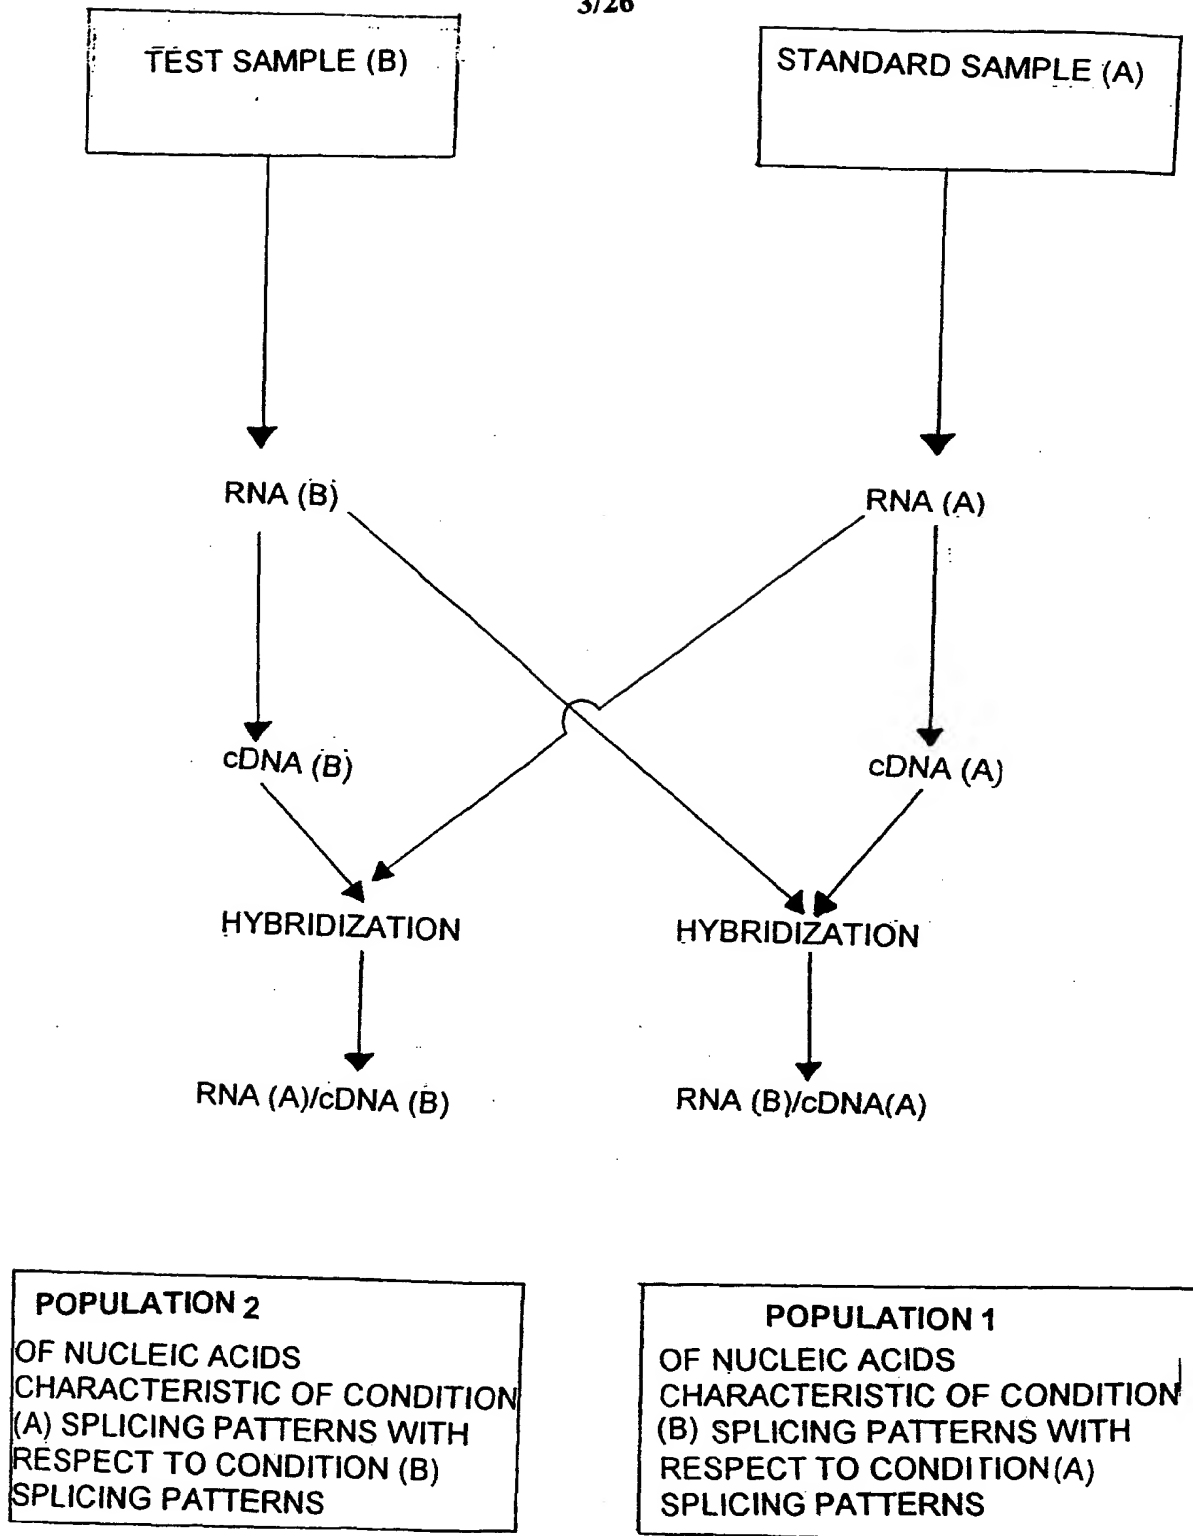 3/26
TEST SAMPLE (B)
STANDARD SAMPLE (A)
RNA (B)
RNA (A)
cDNA (B)
cDNA (A)
HYBRIDIZATION
HYBRIDIZATION
RNA (A)/cDNA (B)
RNA (B)/cDNA(A)
POPULATION 2
OF NUCLEIC ACIDS
CHARACTERISTIC OF CONDITION
(A) SPLICING PATTERNS WITH
RESPECT TO CONDITION (B)
SPLICING PATTERNS
POPULATION 1
OF NUCLEIC ACIDS
CHARACTERISTIC OF CONDITION
(B) SPLICING PATTERNS WITH
RESPECT TO CONDITION(A)
SPLICING PATTERNS